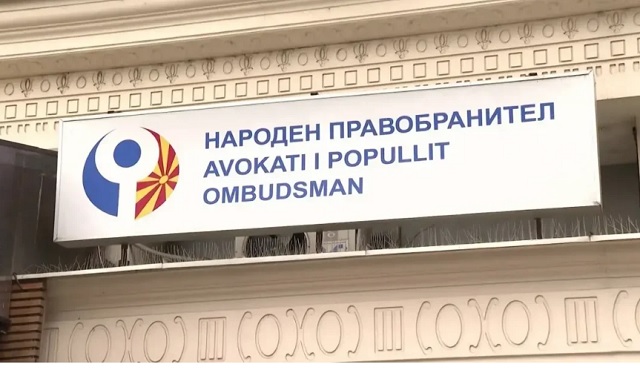 НАРОДЕН ПРАВОБРАНИТЕЛ
AVOKATI I POPULLIT
OMBUDSMAN